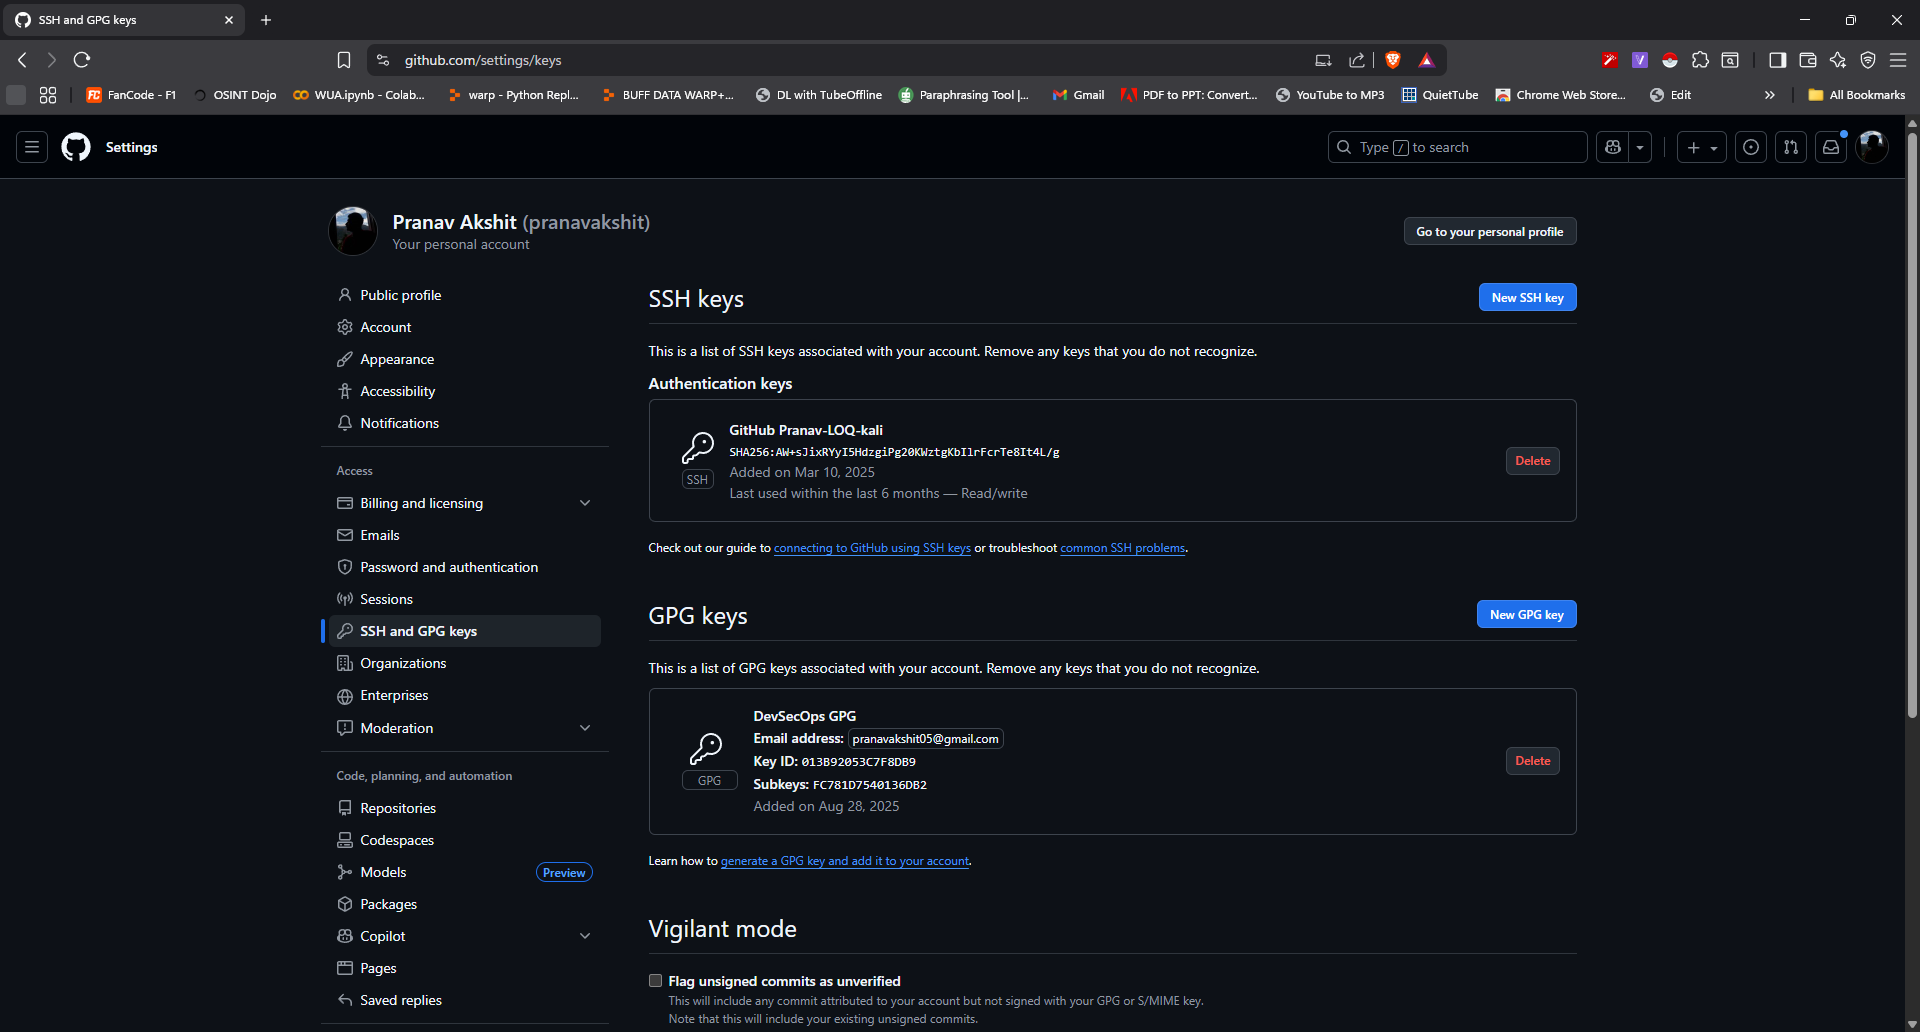 SSH and GPG keys
github.com/settings/keys
FanCode - F1
OSINT Dojo
WUA.ipynb - Colab...
warp - Python Repl...
BUFF DATA WARP+...
DL with TubeOffline
Paraphrasing Tool |...
Gmail
PDF to PPT: Convert...
YouTube to MP3
QuietTube
Chrome Web Store...
Edit
All Bookmarks
Settings
Type / to search
Pranav Akshit (pranavakshit)
Your personal account
Go to your personal profile
Public profile
Account
Appearance
Accessibility
Notifications
Access
Billing and licensing
Emails
Password and authentication
Sessions
SSH and GPG keys
Organizations
Enterprises
Moderation
Code, planning, and automation
Repositories
Codespaces
Models
Preview
Packages
Copilot
Pages
Saved replies
SSH keys
New SSH key
This is a list of SSH keys associated with your account. Remove any keys that you do not recognize.
Authentication keys
GitHub Pranav-LOQ-kali
SHA256:AW+sJixRYyI5HdzgiPg20KWztgKbIlrFcrTe8It4L/g
Added on Mar 10, 2025
Last used within the last 6 months — Read/write
SSH
Delete
Check out our guide to connecting to GitHub using SSH keys or troubleshoot common SSH problems.
GPG keys
New GPG key
This is a list of GPG keys associated with your account. Remove any keys that you do not recognize.
DevSecOps GPG
Email address: pranavakshit05@gmail.com
Key ID: 013B92053C7F8DB9
Subkeys: FC781D7540136DB2
Added on Aug 28, 2025
GPG
Delete
Learn how to generate a GPG key and add it to your account.
Vigilant mode
Flag unsigned commits as unverified
This will include any commit attributed to your account but not signed with your GPG or S/MIME key.
Note that this will include your existing unsigned commits.